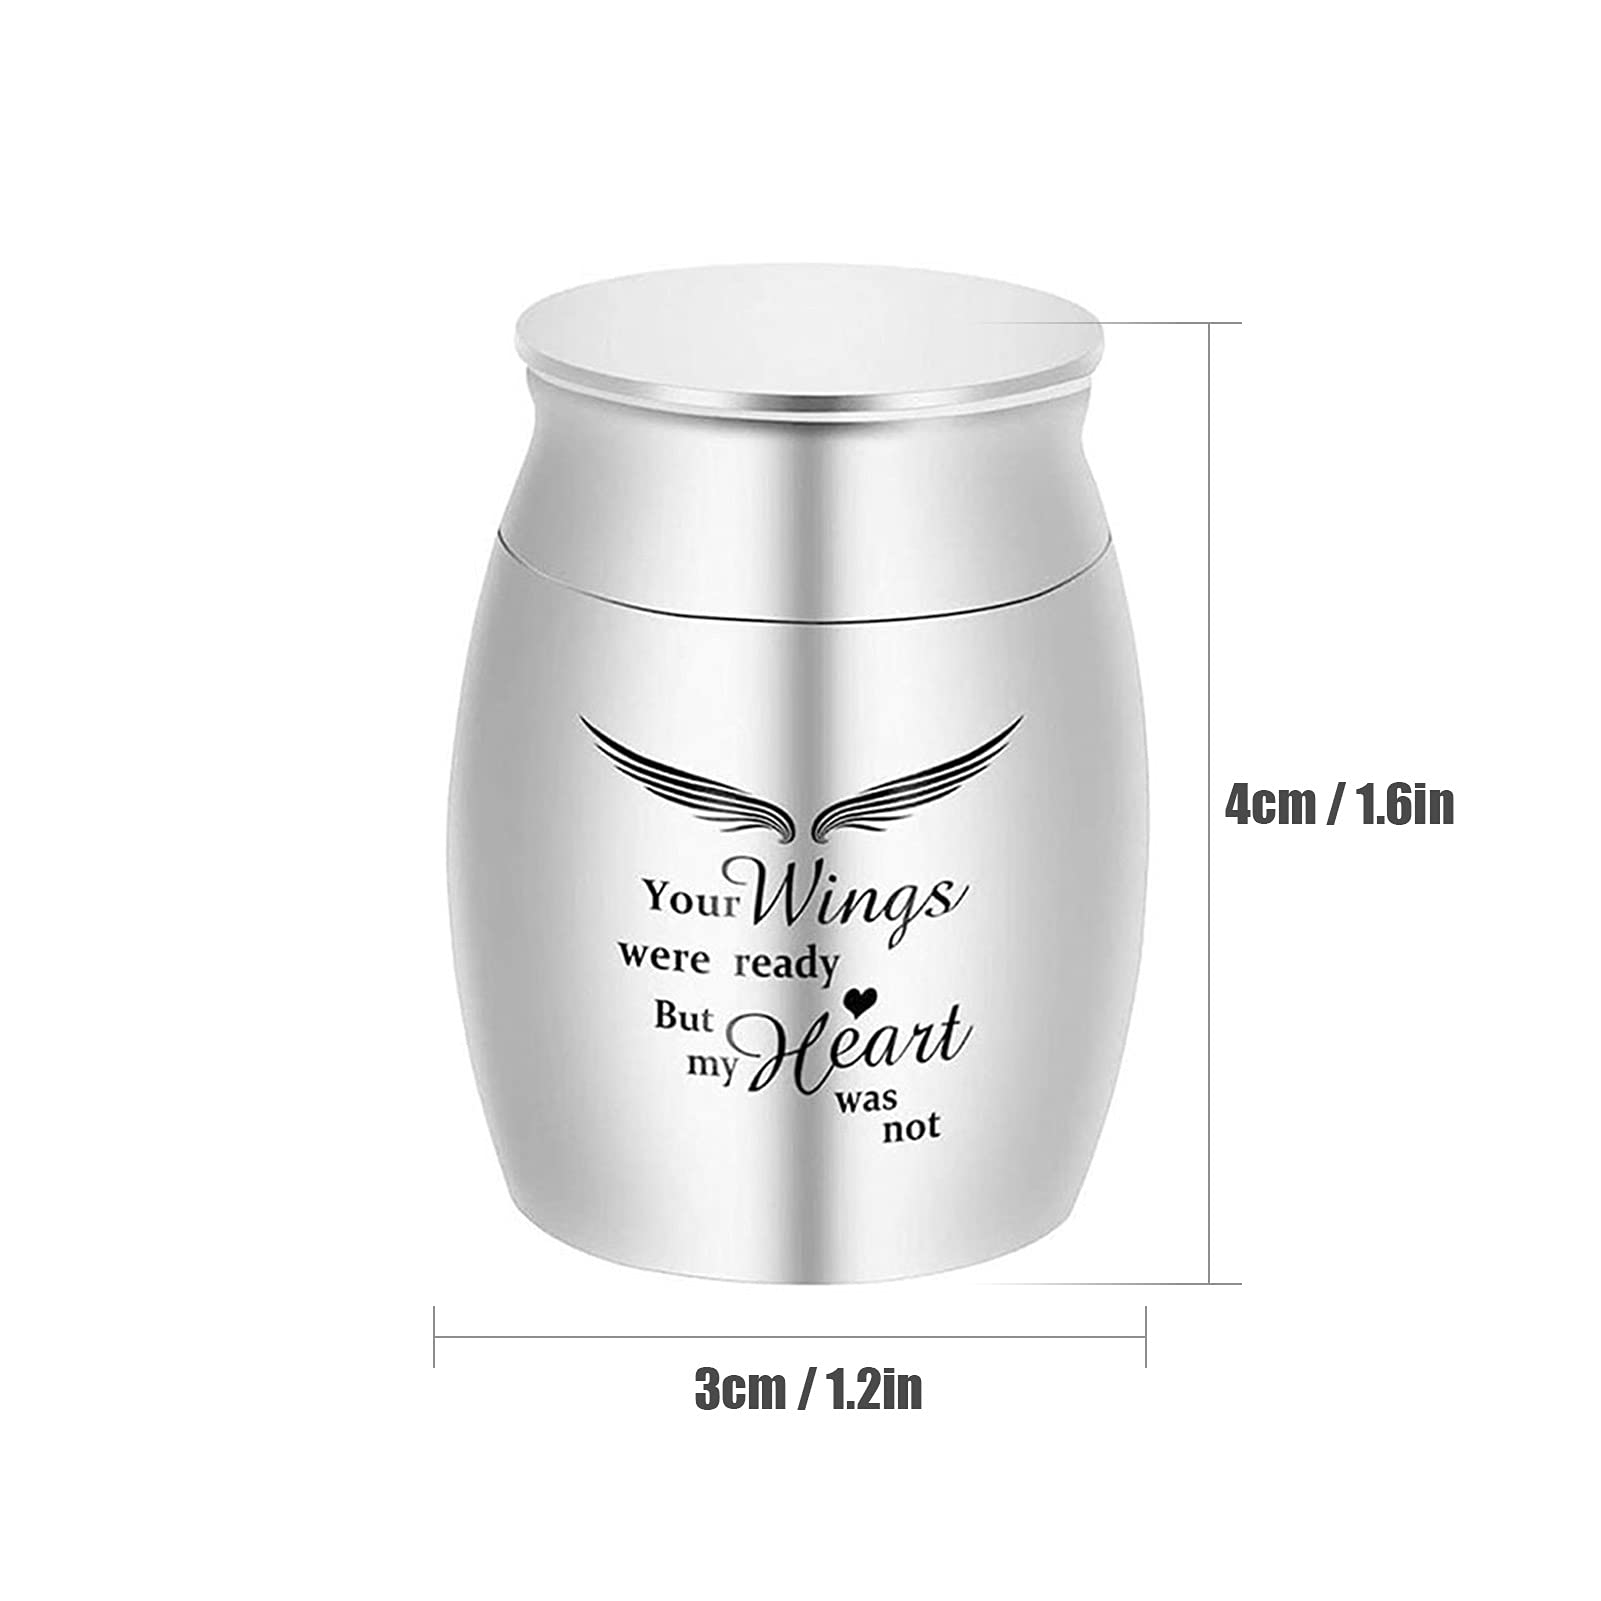 Your Wings
were ready
But
my Heart
was
not
4cm / 1.6in
3cm / 1.2in